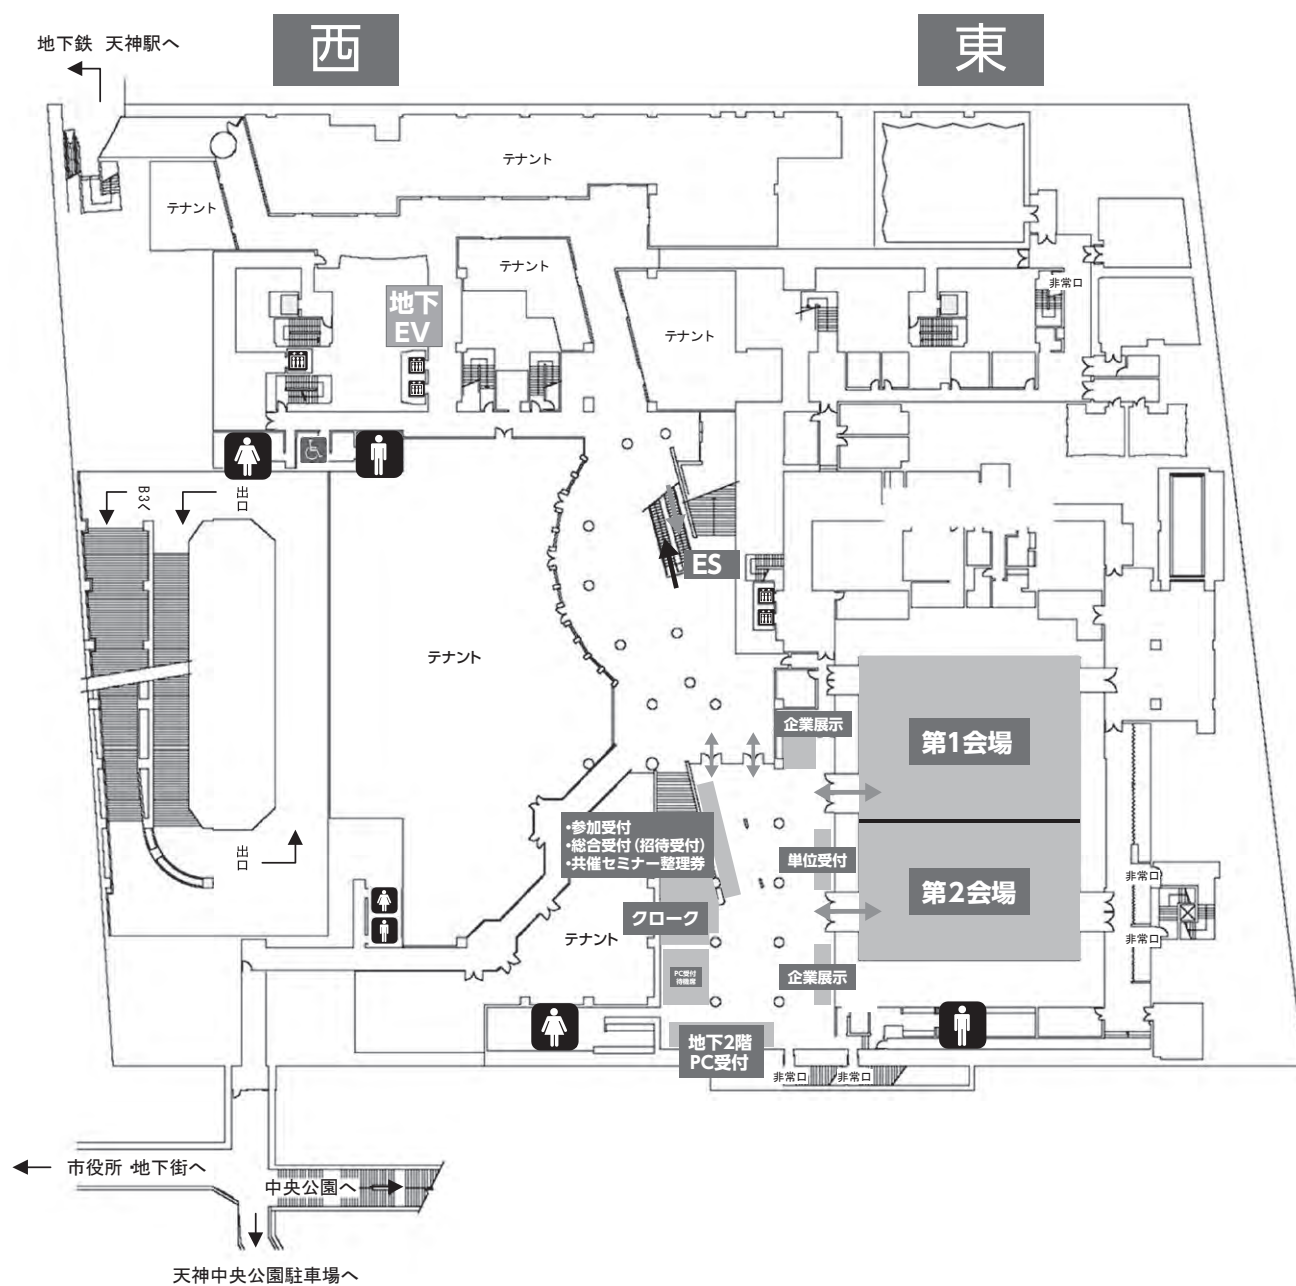 西
東
地下鉄 天神駅へ
テナント
テナント
テナント
非常口
地下
EV
テナント
B3へ
出口
ES
テナント
企業展示
第1会場
・参加受付
・総合受付(招待受付)
・共催セミナー整理券
出口
単位受付
非常口
第2会場
クローク
テナント
非常口
PC受付
待機席
企業展示
地下2階
PC受付
非常口
非常口
市役所・地下街へ
中央公園へ
天神中央公園駐車場へ